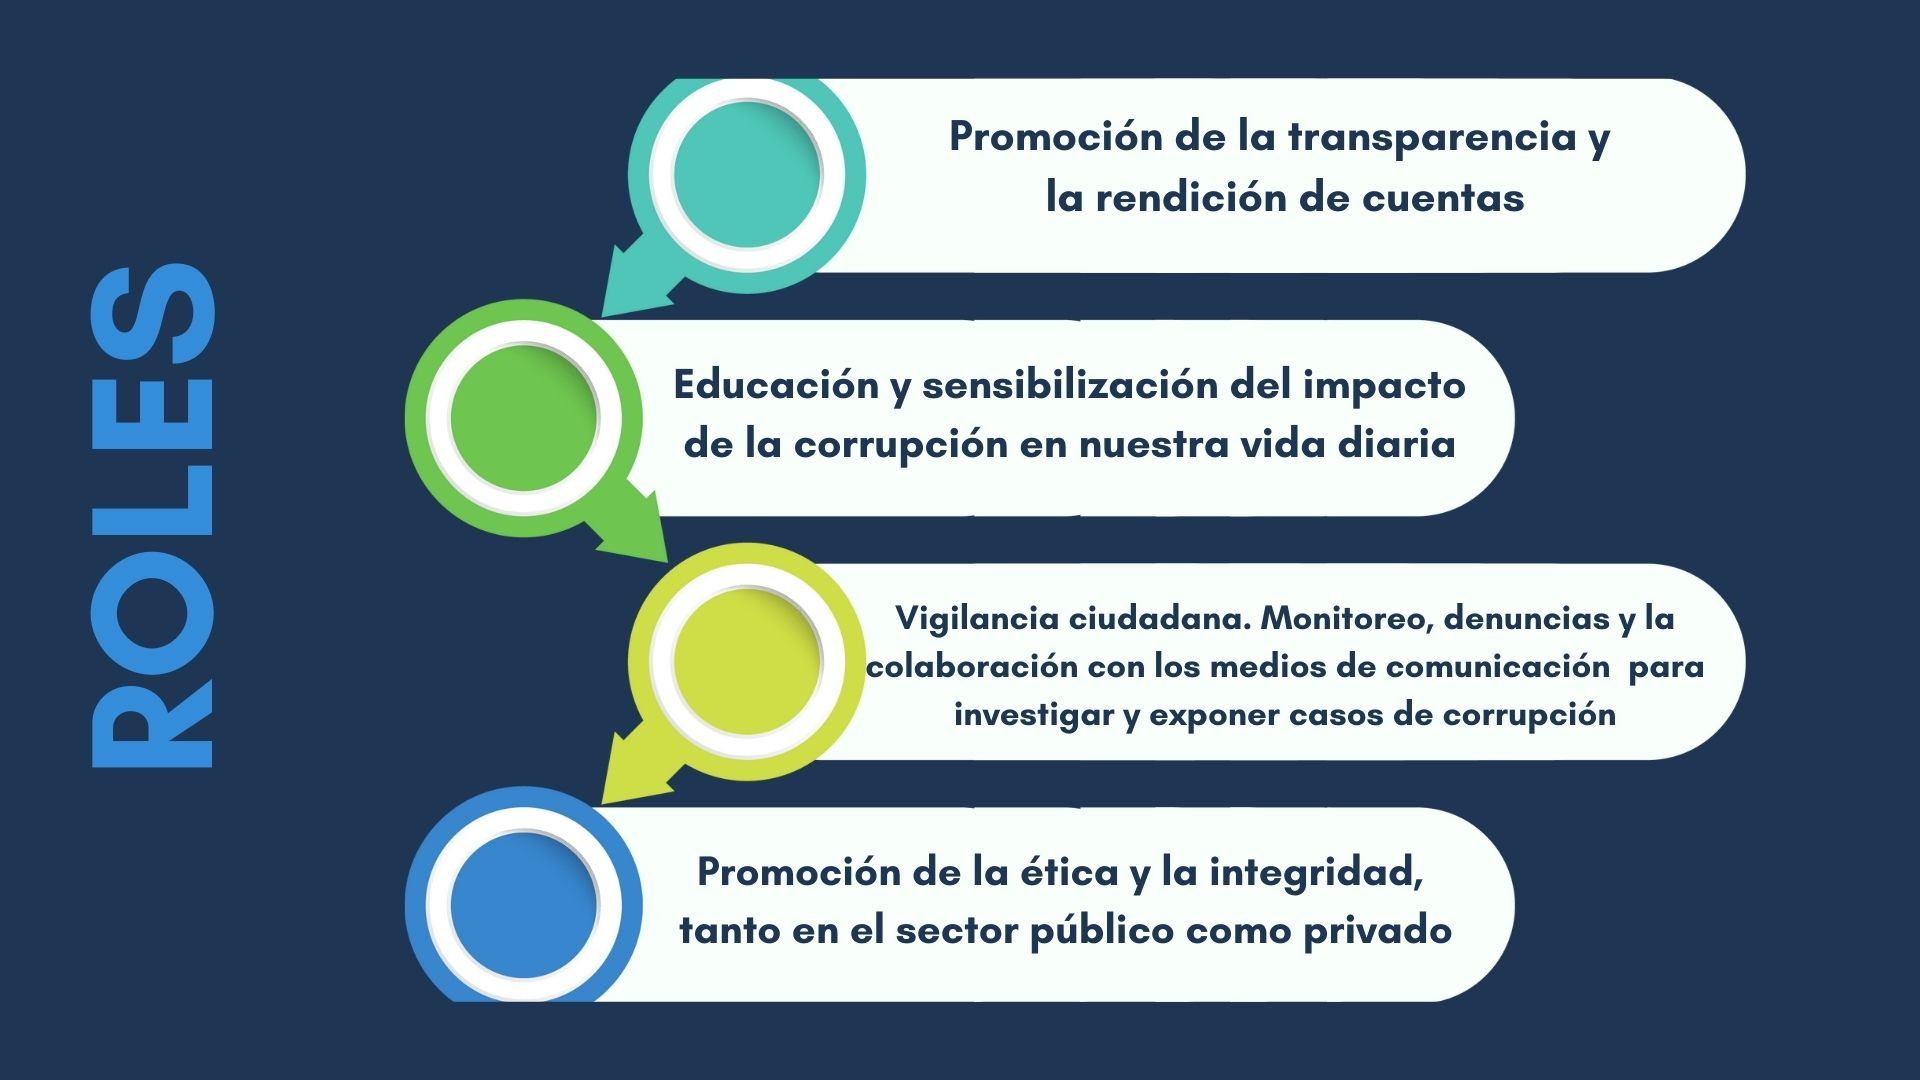 ROLES
Promoción de la transparencia y
la rendición de cuentas
Educación y sensibilización del impacto
de la corrupción en nuestra vida diaria
Vigilancia ciudadana. Monitoreo, denuncias y la
colaboración con los medios de comunicación  para
investigar y exponer casos de corrupción
Promoción de la ética y la integridad,
tanto en el sector público como privado